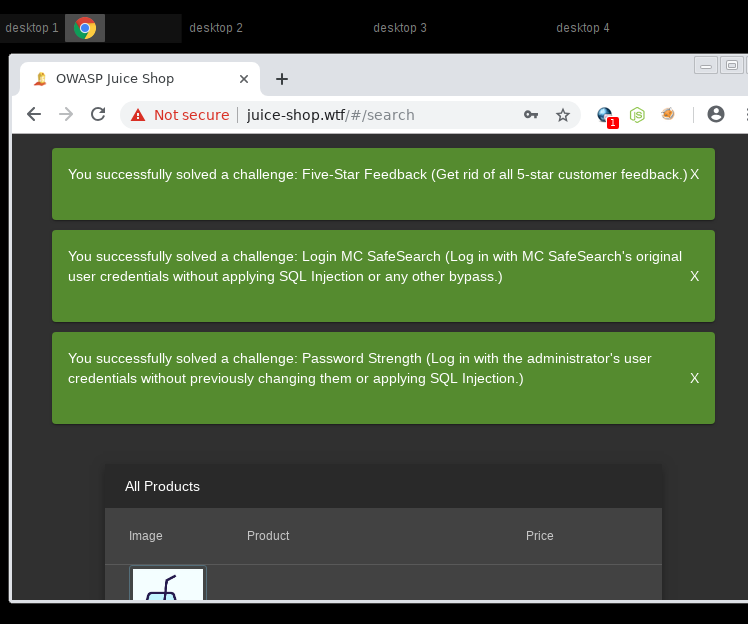 desktop 1 desktop 2 desktop 3 desktop 4
OWASP Juice Shop
Not secure juice-shop.wtf/#/search
1
You successfully solved a challenge: Five-Star Feedback (Get rid of all 5-star customer feedback.) X
You successfully solved a challenge: Login MC SafeSearch (Log in with MC SafeSearch's original
user credentials without applying SQL Injection or any other bypass.) X
You successfully solved a challenge: Password Strength (Log in with the administrator's user
credentials without previously changing them or applying SQL Injection.) X
All Products
Image Product Price